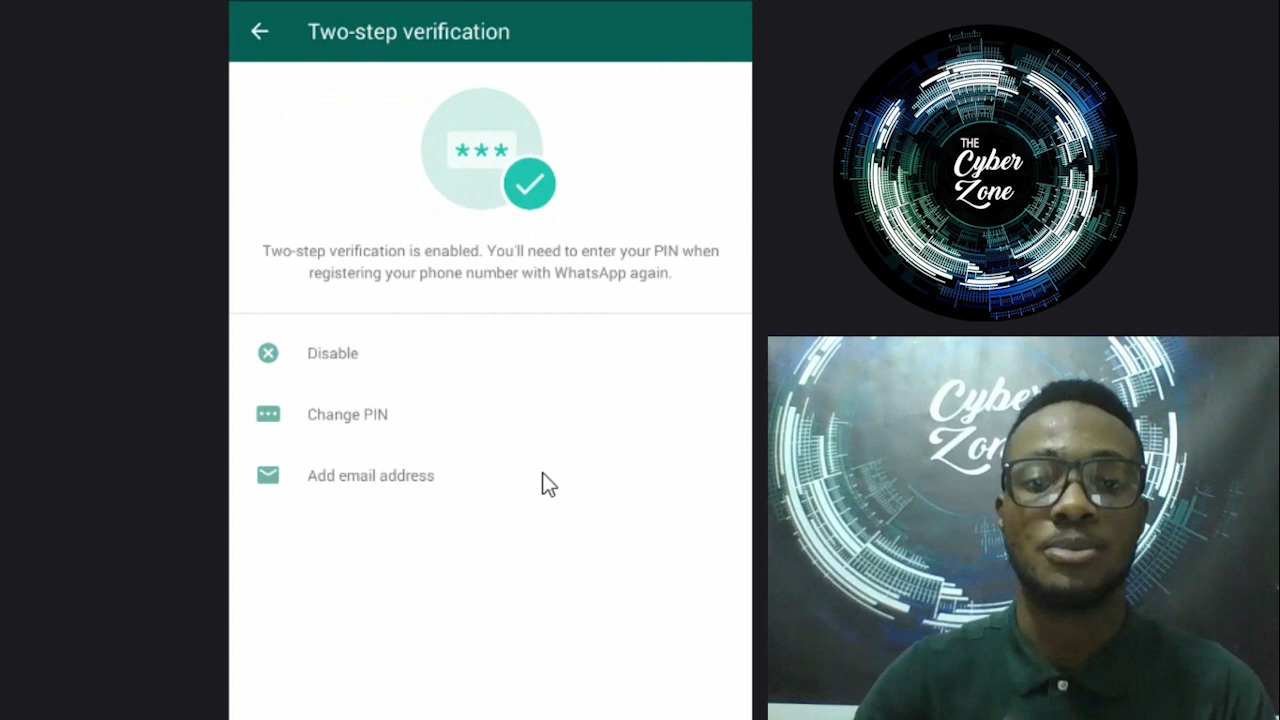 Two-step verification
***
Two-step verification is enabled. You'll need to enter your PIN when
registering your phone number with WhatsApp again.
Disable
Change PIN
Add email address
THE
Cyber
Zone
Cyber
Zone